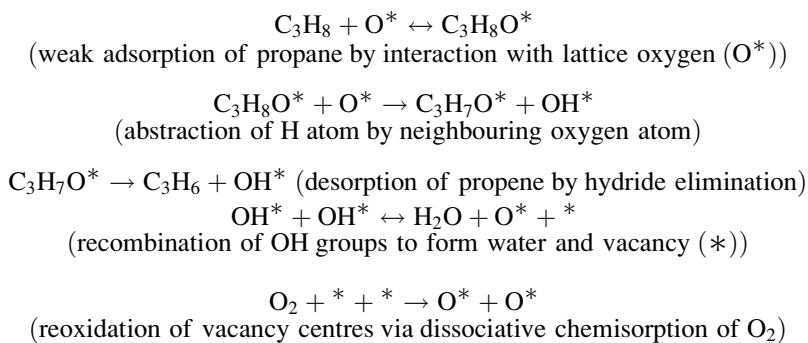 C₃H₈ + O* ↔ C₃H₈O*
(weak adsorption of propane by interaction with lattice oxygen (O*))
C₃H₈O* + O* → C₃H₇O* + OH*
(abstraction of H atom by neighbouring oxygen atom)
C₃H₇O* → C₃H₆ + OH* (desorption of propene by hydride elimination)
OH* + OH* ↔ H₂O + O* + *
(recombination of OH groups to form water and vacancy (∗))
O₂ + * + * → O* + O*
(reoxidation of vacancy centres via dissociative chemisorption of O₂)